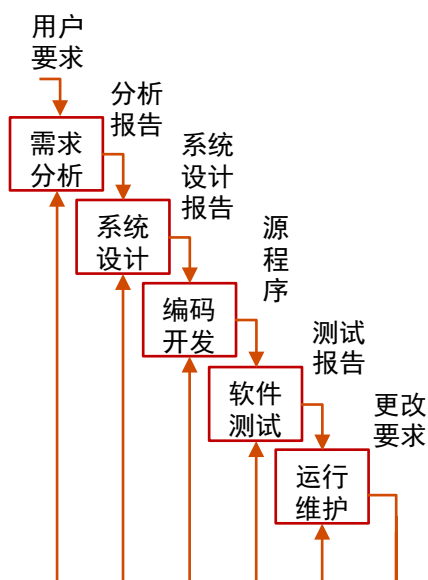 用户
要求
分析
报告
需求
分析
系统
设计
报告
系统
设计
源
程
序
编码
开发
测试
报告
软件
测试
更改
要求
运行
维护